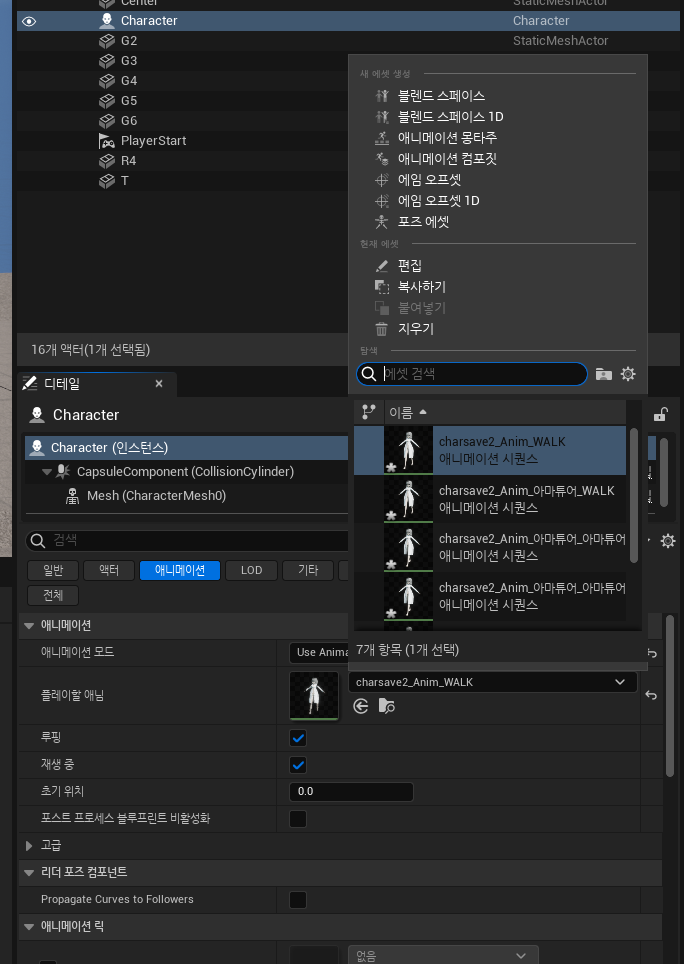 Center StaticMeshActor
Character Character
G2 StaticMeshActor
G3
G4
G5
G6
PlayerStart
R4
T
새 에셋 생성
블렌드 스페이스
블렌드 스페이스 1D
애니메이션 몽타주
애니메이션 컴포짓
에임 오프셋
에임 오프셋 1D
포즈 에셋
현재 에셋
편집
복사하기
붙여넣기
지우기
탐색
에셋 검색
이름
charsave2_Anim_WALK
애니메이션 시퀀스
charsave2_Anim_아마튜어_WALK
애니메이션 시퀀스
charsave2_Anim_아마튜어_아마튜어
애니메이션 시퀀스
charsave2_Anim_아마튜어_아마튜어
애니메이션 시퀀스
7개 항목 (1개 선택)
16개 액터(1개 선택됨)
디테일
Character
Character (인스턴스)
CapsuleComponent (CollisionCylinder)
Mesh (CharacterMesh0)
검색
일반 액터 애니메이션 LOD 기타
전체
애니메이션
애니메이션 모드 Use Anima
플레이할 애님 charsave2_Anim_WALK
루핑
재생 중
초기 위치 0.0
포스트 프로세스 블루프린트 비활성화
고급
리더 포즈 컴포넌트
Propagate Curves to Followers
애니메이션 릭
없음